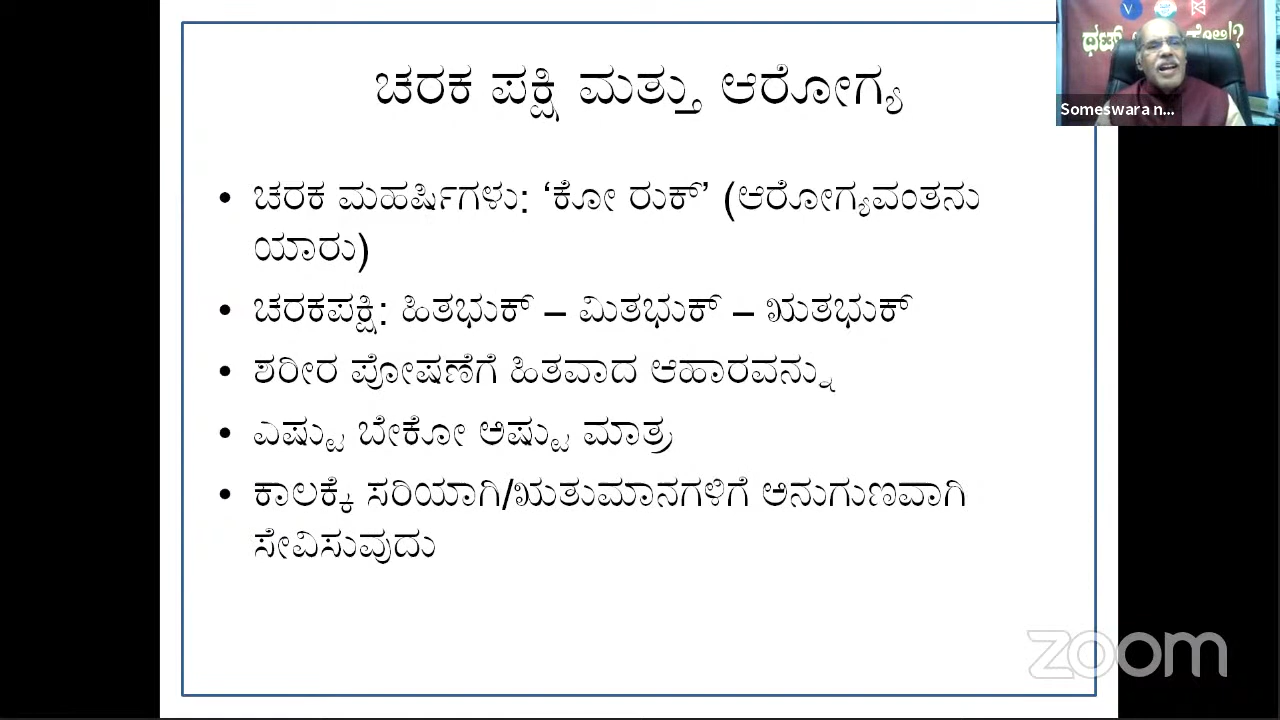 ಚರಕ ಪಕ್ಷಿ ಮತ್ತು ಆರೋಗ್ಯ
• ಚರಕ ಮಹರ್ಷಿಗಳು: ‘ಕೋ ರುಕ್’ (ಆರೋಗ್ಯವಂತನು
ಯಾರು)
• ಚರಕಪಕ್ಷಿ: ಹಿತಭುಕ್ – ಮಿತಭುಕ್ – ಋತಭುಕ್
• ಶರೀರ ಪೋಷಣೆಗೆ ಹಿತವಾದ ಆಹಾರವನ್ನು
• ಎಷ್ಟು ಬೇಕೋ ಅಷ್ಟು ಮಾತ್ರ
• ಕಾಲಕ್ಕೆ ಸರಿಯಾಗಿ/ಋತುಮಾನಗಳಿಗೆ ಅನುಗುಣವಾಗಿ
ಸೇವಿಸುವುದು
Someswara n...
zoom